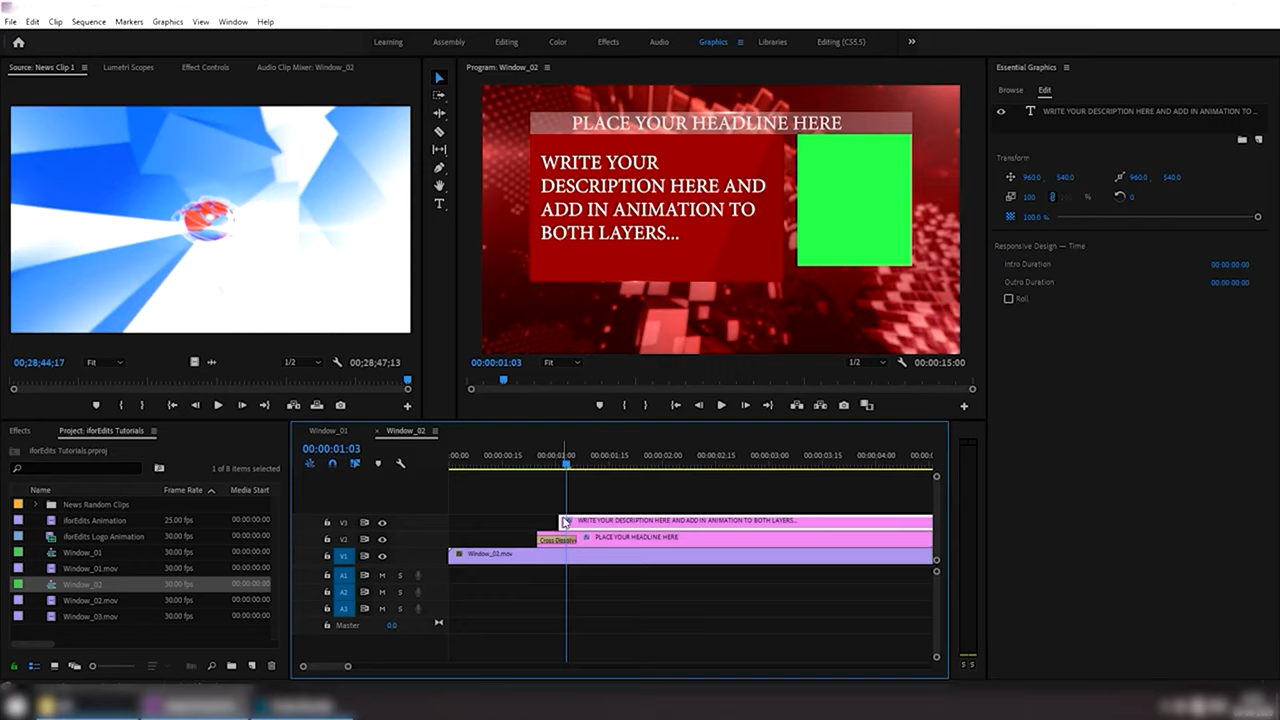 File Edit Clip Sequence Markers Graphics View Window Help
Learning Assembly Editing Color Effects Audio Graphics Libraries Editing (CS5.5)
Source: News Clip 1 Lumetri Scopes Effect Controls Audio Clip Mixer: Window_02
Program: Window_02
Essential Graphics
Browse Edit
WRITE YOUR DESCRIPTION HERE AND ADD IN ANIMATION TO ...
PLACE YOUR HEADLINE HERE
WRITE YOUR
DESCRIPTION HERE AND
ADD IN ANIMATION TO
BOTH LAYERS...
Transform
960.0 , 540.0 960.0 , 540.0
100 100 % 0
100.0 %
Responsive Design — Time
Intro Duration 00:00:00:00
Outro Duration 00:00:00:00
Roll
00;28;44;17 Fit 1/2 00;28;47;13
00:00:01:03 Fit 1/2 00:00:15:00
Effects Project: iforEdits Tutorials
iforEdits Tutorials.prproj
1 of 8 items selected
Name Frame Rate Media Start
News Random Clips
iforEdits Animation 25.00 fps 00:00:00:00
iforEdits Logo Animation 30.00 fps 00:00:00:00
Window_01 30.00 fps 00:00:00:00
Window_01.mov 30.00 fps 00:00:00:00
Window_02 30.00 fps 00:00:00:00
Window_02.mov 30.00 fps 00:00:00:00
Window_03.mov 30.00 fps 00:00:00:00
Window_01 × Window_02
00:00:01:03
:00:00 00:00:00:15 00:00:01:00 00:00:01:15 00:00:02:00 00:00:02:15 00:00:03:00 00:00:03:15 00:00:04:00 00:00:0
V3 WRITE YOUR DESCRIPTION HERE AND ADD IN ANIMATION TO BOTH LAYERS...
V2 Cross Dissolve PLACE YOUR HEADLINE HERE
V1 Window_02.mov
A1 M S
A2 M S
A3 M S
Master 0.0
S S